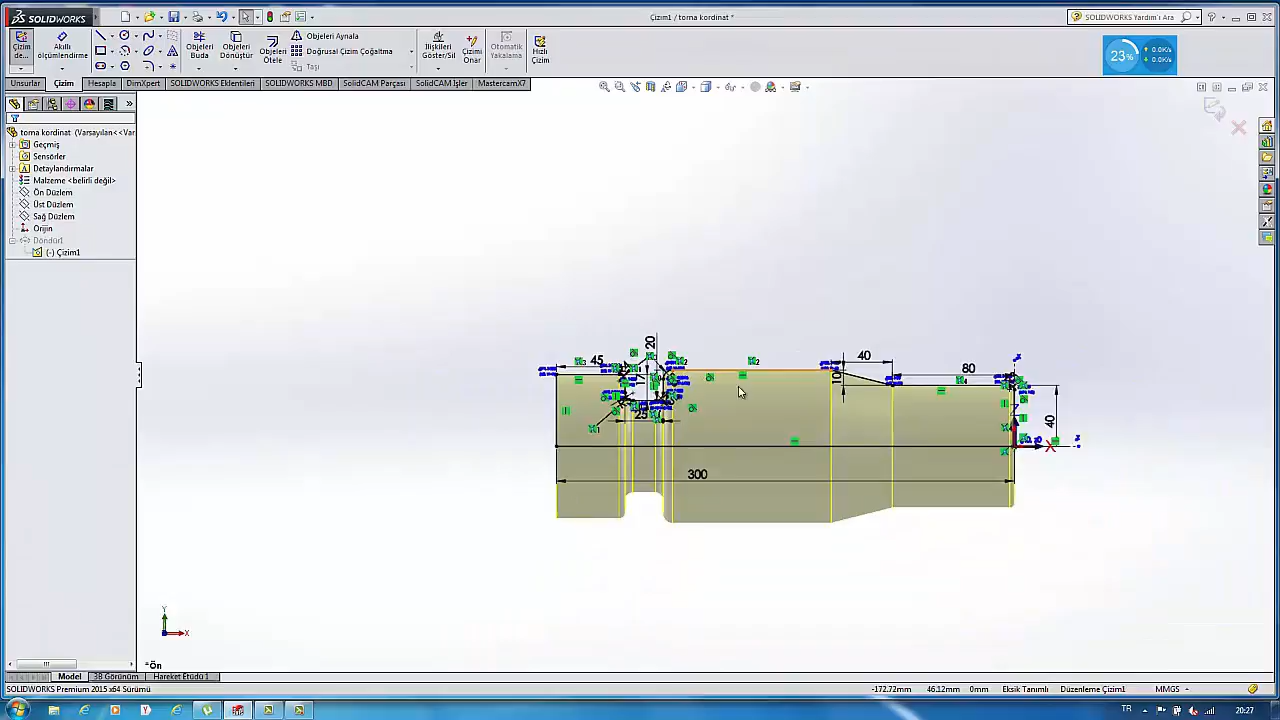 SOLIDWORKS
Çizim1 / torna kordinat *
SOLIDWORKS Yardım'ı Ara
Çizim de...
Akıllı ölçümlendirme
Objeleri Buda
Objeleri Dönüştür
Objeleri Ötele
Objeleri Aynala
Doğrusal Çizim Çoğaltma
Taşı
İlişkileri Göster/Sil
Çizimi Onar
Otomatik Yakalama
Hızlı Çizim
23%
0.0K/s
0.0K/s
Unsurlar
Çizim
Hesapla
DimXpert
SOLIDWORKS Eklentileri
SOLIDWORKS MBD
SolidCAM Parçası
SolidCAM İşler
MastercamX7
torna kordinat (Varsayılan<<Var
Geçmiş
Sensörler
Detaylandırmalar
Malzeme <belirli değil>
Ön Düzlem
Üst Düzlem
Sağ Düzlem
Orijin
Döndür1
(-) Çizim1
20
45
40
80
10
40
25
300
Y
X
*Ön
Model
3B Görünüm
Hareket Etüdü 1
SOLIDWORKS Premium 2015 x64 Sürümü
-172.72mm
46.12mm
0mm
Eksik Tanımlı
Düzenleme Çizim1
MMGS
TR
20:27